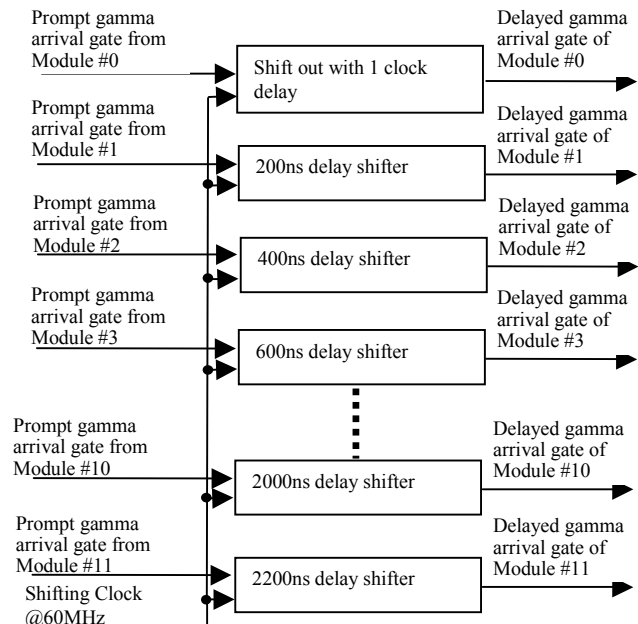 Prompt gamma
arrival gate from
Module #0
Shift out with 1 clock
delay
Delayed gamma
arrival gate of
Module #0
Prompt gamma
arrival gate from
Module #1
200ns delay shifter
Delayed gamma
arrival gate of
Module #1
Prompt gamma
arrival gate from
Module #2
400ns delay shifter
Delayed gamma
arrival gate of
Module #2
Prompt gamma
arrival gate from
Module #3
600ns delay shifter
Delayed gamma
arrival gate of
Module #3
Prompt gamma
arrival gate from
Module #10
2000ns delay shifter
Delayed gamma
arrival gate of
Module #10
Prompt gamma
arrival gate from
Module #11
2200ns delay shifter
Delayed gamma
arrival gate of
Module #11
Shifting Clock
@60MHz